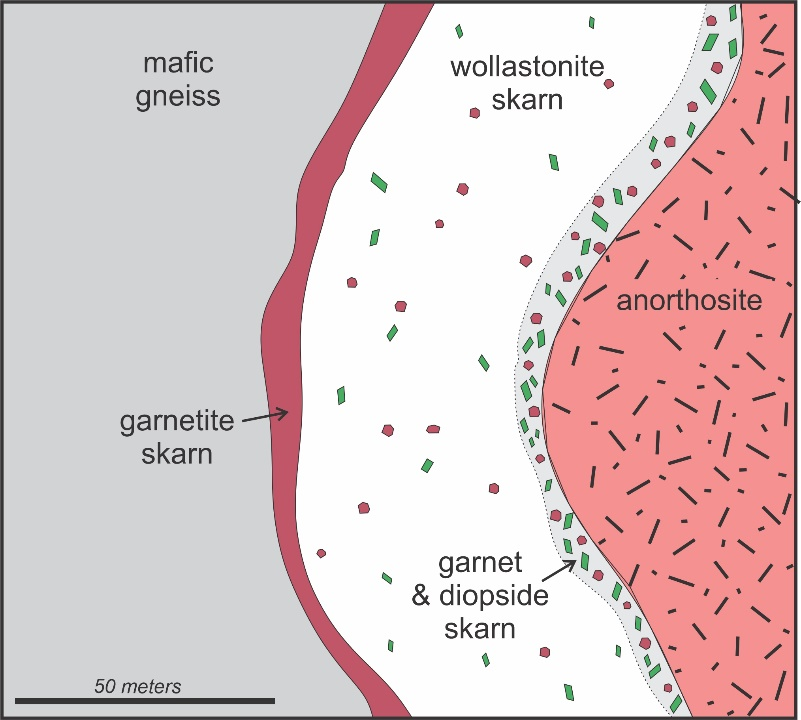 mafic
gneiss
wollastonite
skarn
anorthosite
garnetite
skarn
garnet
& diopside
skarn
50 meters